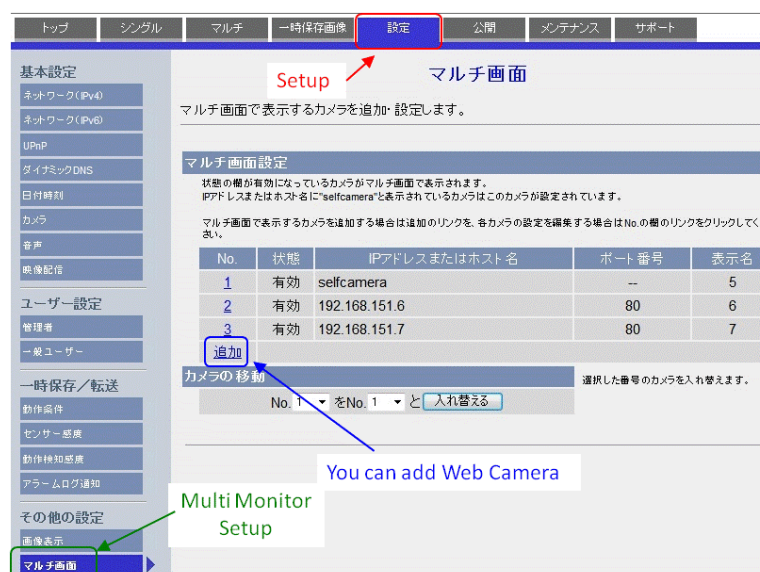 トップ シングル マルチ 一時保存画像 設定 公開 メンテナンス サポート
基本設定
ネットワーク(IPv4)
ネットワーク(IPv6)
UPnP
ダイナミックDNS
日付時刻
カメラ
音声
映像配信
ユーザー設定
管理者
一般ユーザー
一時保存／転送
動作条件
センサー感度
動作検知感度
アラームログ通知
その他の設定
画像表示
マルチ画面
Setup
マルチ画面
マルチ画面で表示するカメラを追加・設定します。
マルチ画面設定
状態の欄が有効になっているカメラがマルチ画面で表示されます。
IPアドレスまたはホスト名に"selfcamera"と表示されているカメラはこのカメラが設定されています。
マルチ画面で表示するカメラを追加する場合は追加のリンクを、各カメラの設定を編集する場合はNo.の欄のリンクをクリックしてく
さい。
No. 状態 IPアドレスまたはホスト名 ポート番号 表示名
1 有効 selfcamera -- 5
2 有効 192.168.151.6 80 6
3 有効 192.168.151.7 80 7
追加
カメラの移動
選択した番号のカメラを入れ替えます。
No. 1 をNo. 1 と 入れ替える
You can add Web Camera
Multi Monitor
Setup